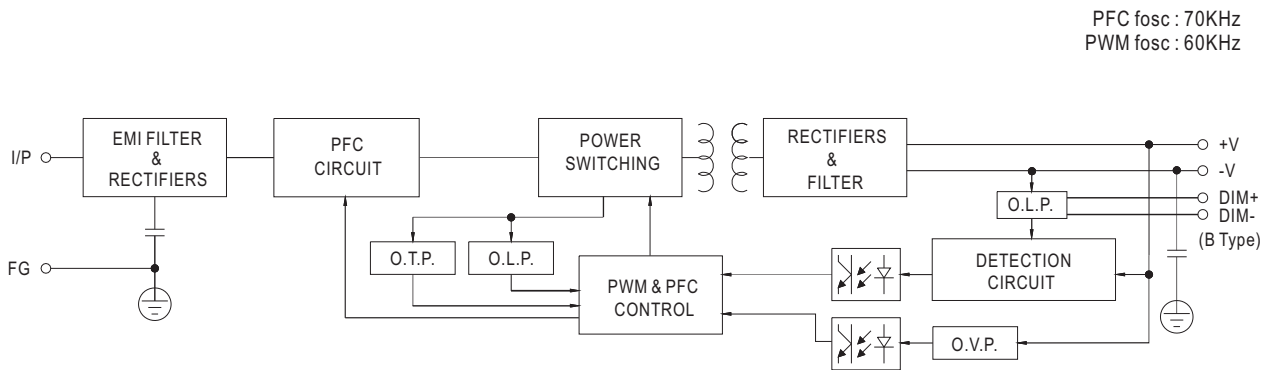 PFC fosc : 70KHz
PWM fosc : 60KHz
I/P
EMI FILTER
&
RECTIFIERS
PFC
CIRCUIT
POWER
SWITCHING
RECTIFIERS
&
FILTER
+V
-V
DIM+
DIM-
(B Type)
O.L.P.
FG
O.T.P.
O.L.P.
PWM & PFC
CONTROL
DETECTION
CIRCUIT
O.V.P.